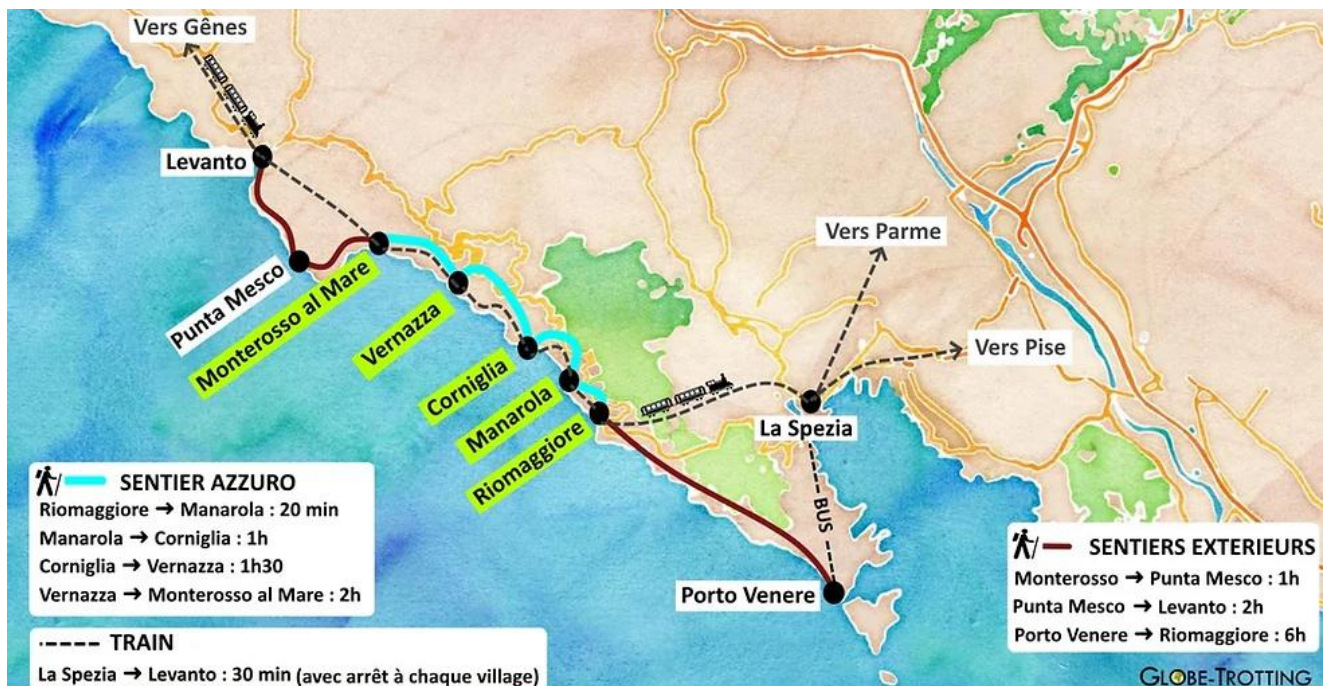 Vers Gênes
Levanto
Punta Mesco
Monterosso al Mare
Vernazza
Corniglia
Manarola
Riomaggiore
Vers Parme
Vers Pise
La Spezia
BUS
Porto Venere
SENTIER AZZURO
Riomaggiore → Manarola : 20 min
Manarola → Corniglia : 1h
Corniglia → Vernazza : 1h30
Vernazza → Monterosso al Mare : 2h
TRAIN
La Spezia → Levanto : 30 min (avec arrêt à chaque village)
SENTIERS EXTERIEURS
Monterosso → Punta Mesco : 1h
Punta Mesco → Levanto : 2h
Porto Venere → Riomaggiore : 6h
GLOBE-TROTTING